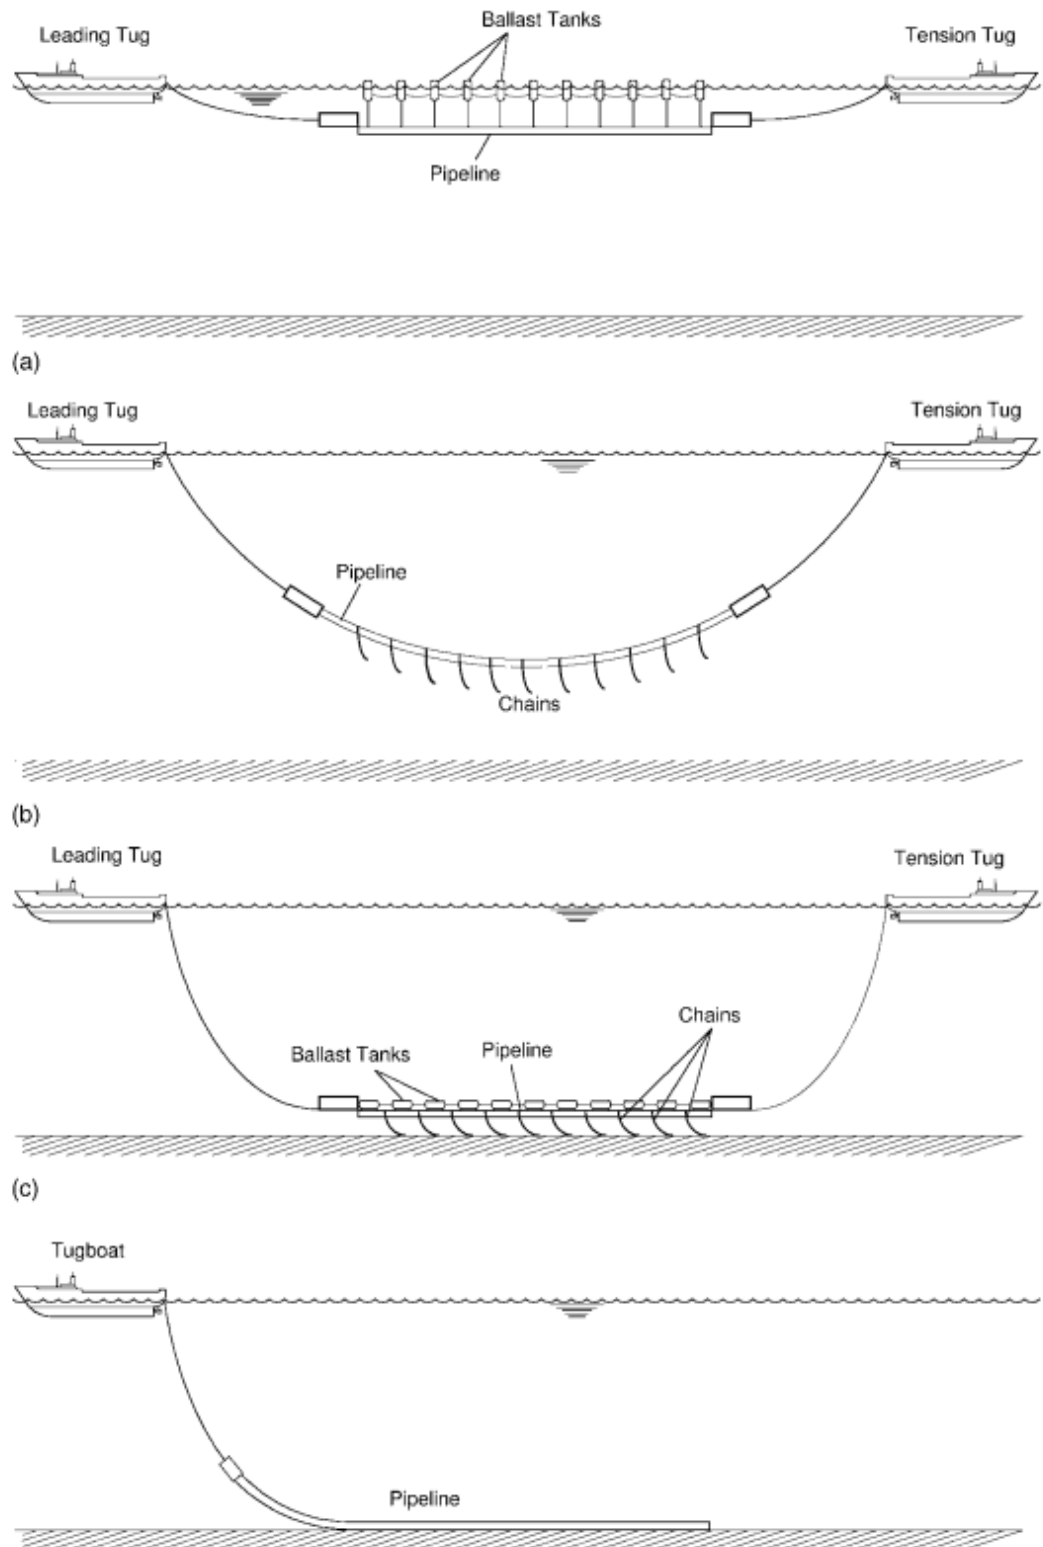 Ballast Tanks
Leading Tug
Tension Tug
Pipeline
(a)
Leading Tug
Tension Tug
Pipeline
Chains
(b)
Leading Tug
Tension Tug
Chains
Ballast Tanks
Pipeline
(c)
Tugboat
Pipeline